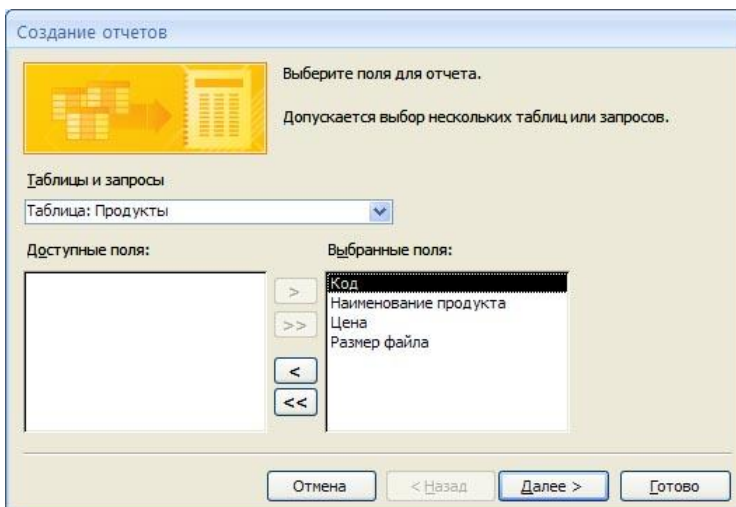 Создание отчетов
Выберите поля для отчета.
Допускается выбор нескольких таблиц или запросов.
Таблицы и запросы
Таблица: Продукты
Доступные поля:
Выбранные поля:
Код
Наименование продукта
Цена
Размер файла
>
>>
<
<<
Отмена
< Назад
Далее >
Готово